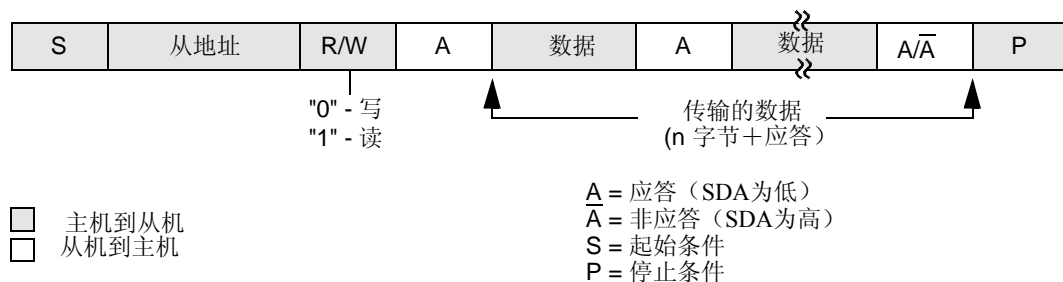 S 从地址 R/W A 数据 A 数据 A/A̅ P
"0" - 写
"1" - 读
传输的数据
(n 字节＋应答）
主机到从机
从机到主机
A = 应答（SDA为低）
A̅ = 非应答（SDA为高）
S = 起始条件
P = 停止条件